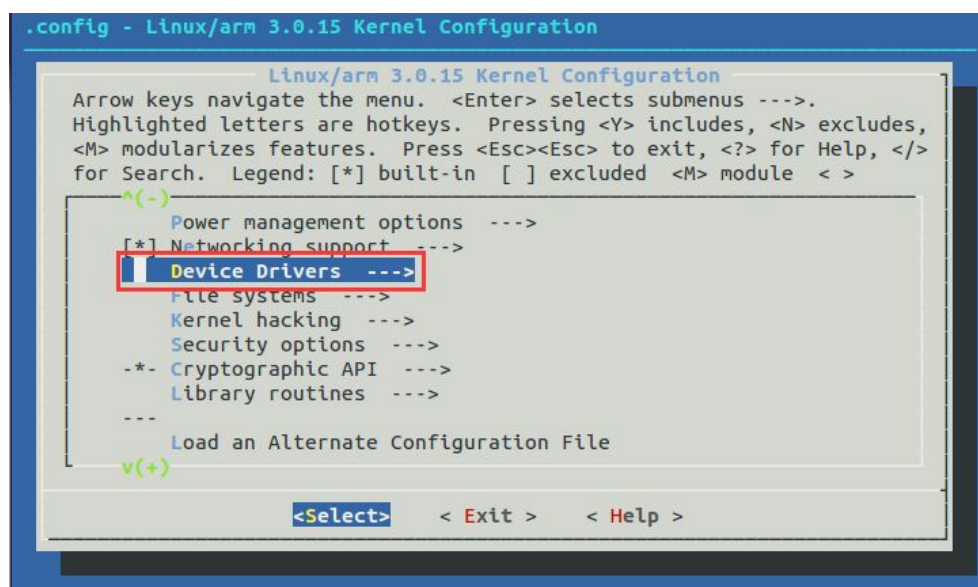 .config - Linux/arm 3.0.15 Kernel Configuration
Linux/arm 3.0.15 Kernel Configuration
Arrow keys navigate the menu.  <Enter> selects submenus --->.
Highlighted letters are hotkeys.  Pressing <Y> includes, <N> excludes,
<M> modularizes features.  Press <Esc><Esc> to exit, <?> for Help, </>
for Search.  Legend: [*] built-in  [ ] excluded  <M> module  < >
^(-)
Power management options  --->
[*] Networking support  --->
Device Drivers  --->
File systems  --->
Kernel hacking  --->
Security options  --->
-*- Cryptographic API  --->
Library routines  --->
---
Load an Alternate Configuration File
v(+)
<Select>    < Exit >    < Help >